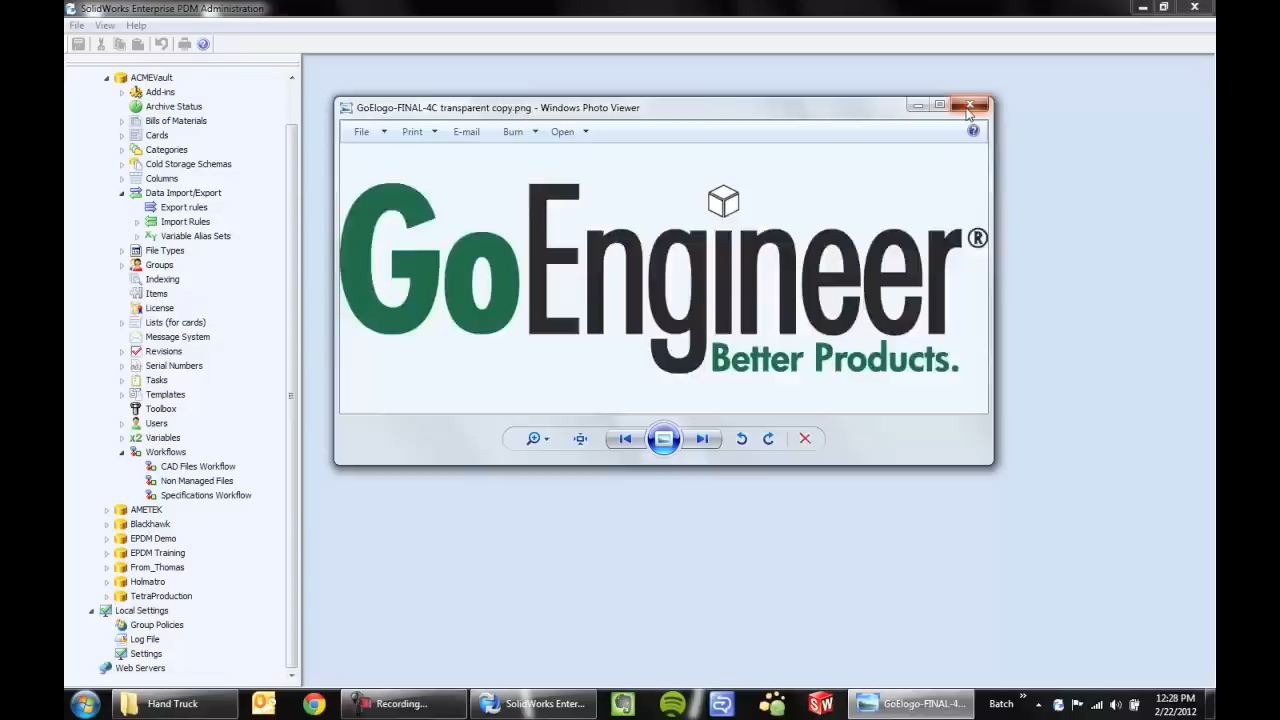 SolidWorks Enterprise PDM Administration
File View Help
ACMEVault
Add-ins
Archive Status
Bills of Materials
Cards
Categories
Cold Storage Schemas
Columns
Data Import/Export
Export rules
Import Rules
Variable Alias Sets
File Types
Groups
Indexing
Items
License
Lists (for cards)
Message System
Revisions
Serial Numbers
Tasks
Templates
Toolbox
Users
Variables
Workflows
CAD Files Workflow
Non Managed Files
Specifications Workflow
AMETEK
Blackhawk
EPDM Demo
EPDM Training
From_Thomas
Holmatro
TetraProduction
Local Settings
Group Policies
Log File
Settings
Web Servers
GoElogo-FINAL-4C transparent copy.png - Windows Photo Viewer
File Print E-mail Burn Open
GoEngineer®
Better Products.
Hand Truck Recording... SolidWorks Enter... GoElogo-FINAL-4... Batch
12:28 PM
2/22/2012